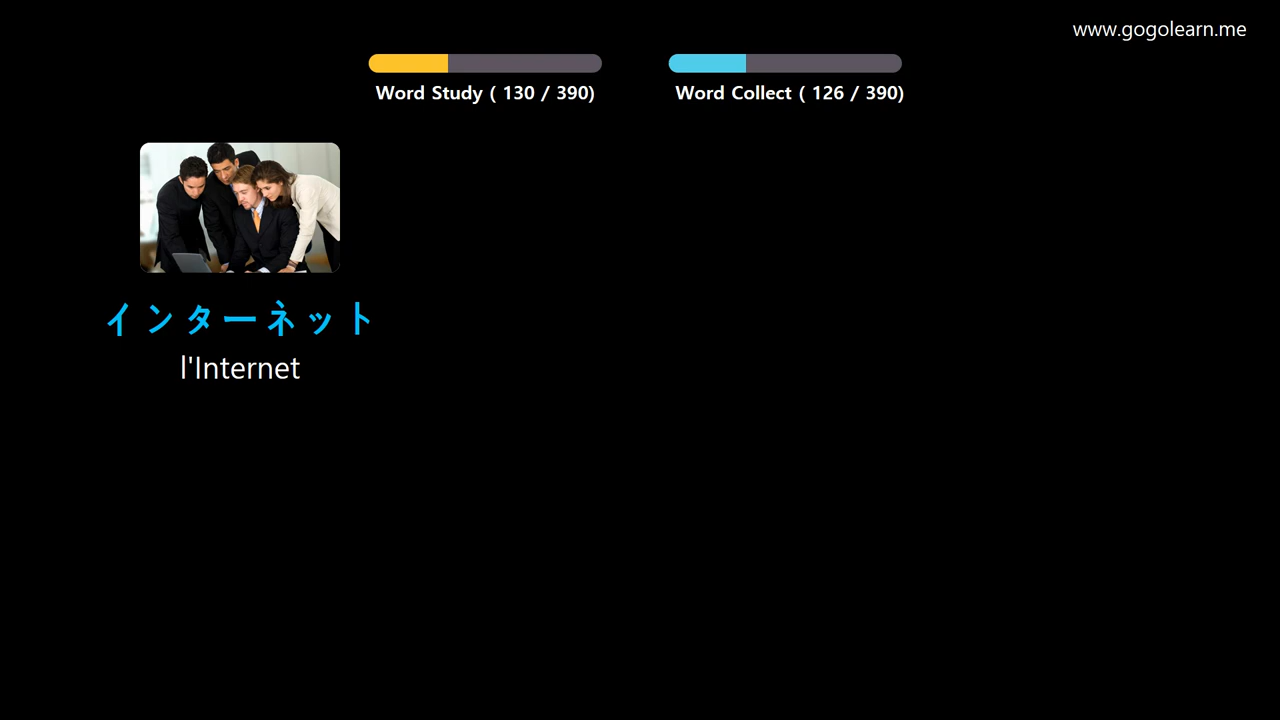 www.gogolearn.me
Word Study ( 130 / 390)
Word Collect ( 126 / 390)
インターネット
l'Internet